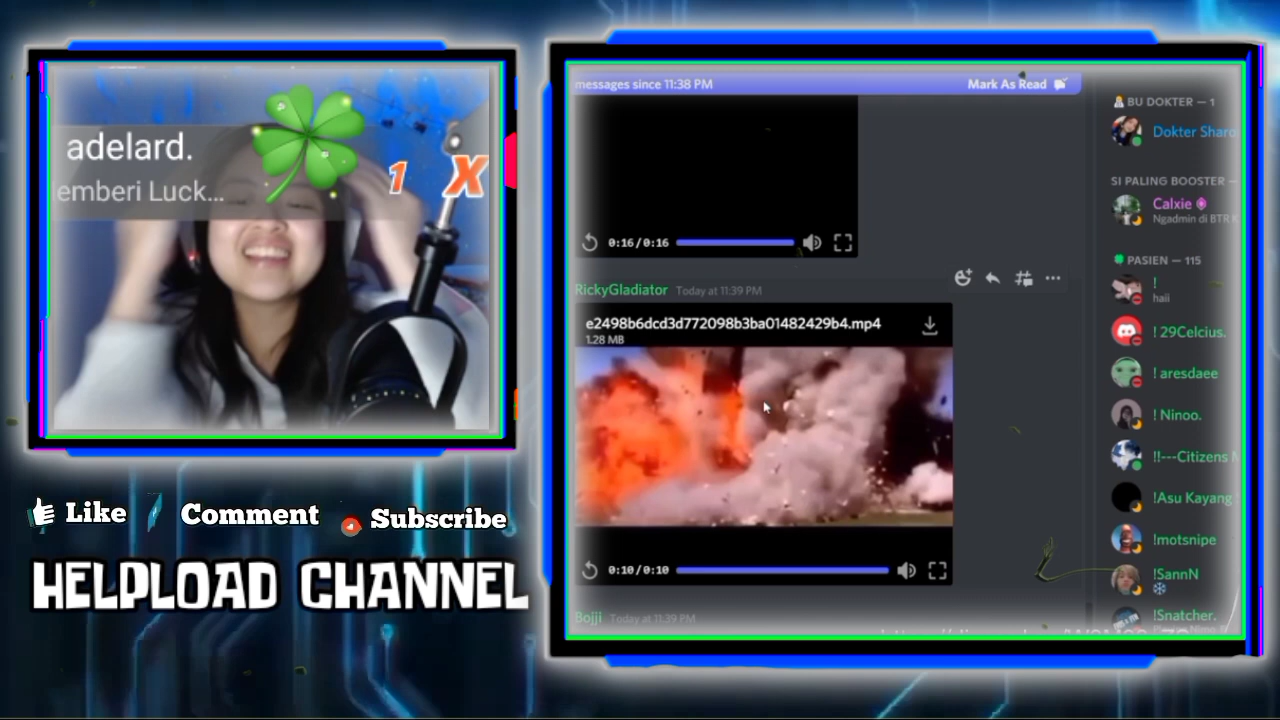 adelard.
emberi Luck...
1 X
Like
Comment
Subscribe
HELPLOAD CHANNEL
messages since 11:38 PM
Mark As Read
0:16/0:16
RickyGladiator Today at 11:39 PM
e2498b6dcd3d772098b3ba01482429b4.mp4
1.28 MB
0:10/0:10
Bojji Today at 11:39 PM
BU DOKTER — 1
Dokter Sharo
SI PALING BOOSTER —
Calxie
Ngadmin di BTR K
PASIEN — 115
!
haii
! 29Celcius.
! aresdaee
! Ninoo.
!!---Citizens M
!Asu Kayang
!motsnipe
!SannN
!Snatcher.